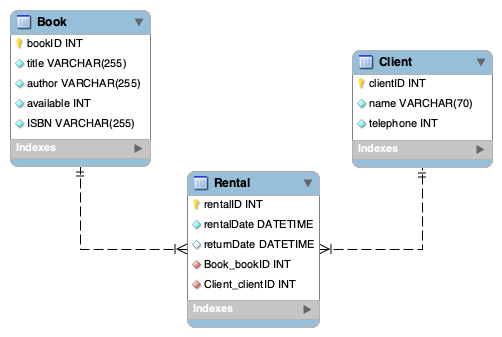 Book
bookID INT
title VARCHAR(255)
author VARCHAR(255)
available INT
ISBN VARCHAR(255)
Indexes
Client
clientID INT
name VARCHAR(70)
telephone INT
Indexes
Rental
rentalID INT
rentalDate DATETIME
returnDate DATETIME
Book_bookID INT
Client_clientID INT
Indexes